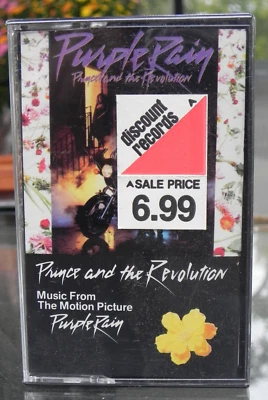 Purple Rain
Prince and the Revolution
discount
records
SALE PRICE
6.99
Prince and the Revolution
Music From
The Motion Picture
Purple Rain